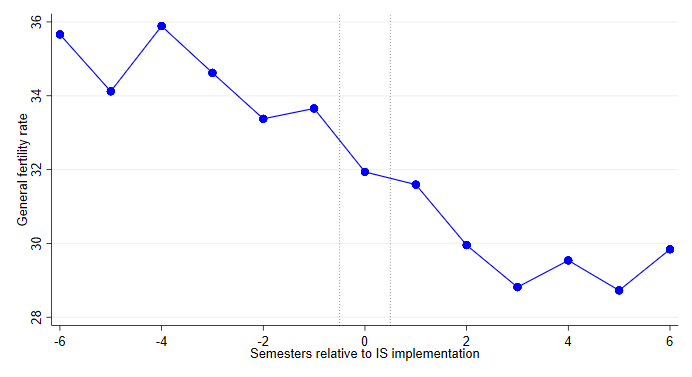 General fertility rate
36
34
32
30
28
-6 -4 -2 0 2 4 6
Semesters relative to IS implementation